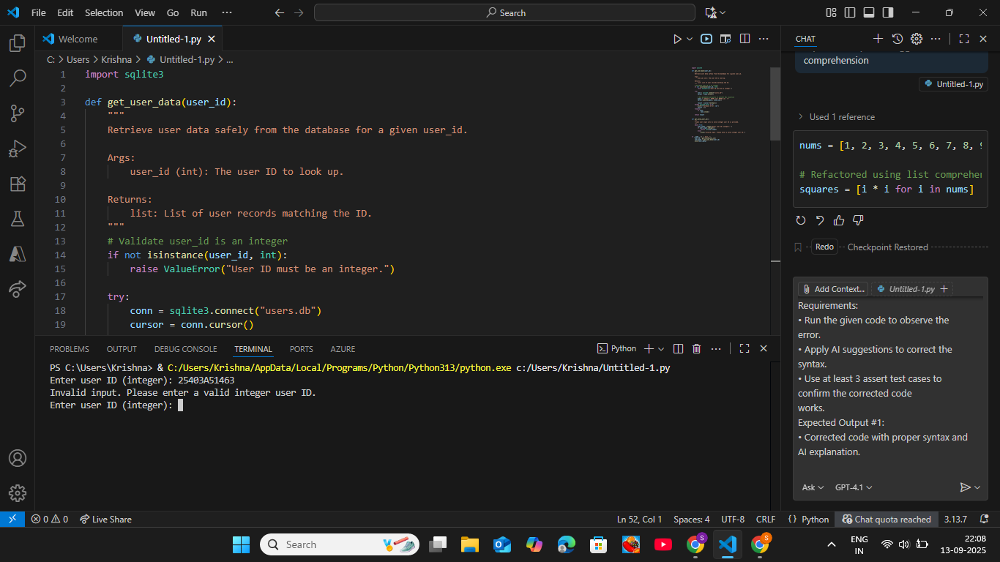 File Edit Selection View Go Run ···
Search
Welcome
Untitled-1.py
C: > Users > Krishna > Untitled-1.py > ...
1 import sqlite3
2
3 def get_user_data(user_id):
4 """
5 Retrieve user data safely from the database for a given user_id.
6
7 Args:
8 user_id (int): The user ID to look up.
9
10 Returns:
11 list: List of user records matching the ID.
12 """
13 # Validate user_id is an integer
14 if not isinstance(user_id, int):
15 raise ValueError("User ID must be an integer.")
16
17 try:
18 conn = sqlite3.connect("users.db")
19 cursor = conn.cursor()
PROBLEMS OUTPUT DEBUG CONSOLE TERMINAL PORTS AZURE
Python
PS C:\Users\Krishna> & C:/Users/Krishna/AppData/Local/Programs/Python/Python313/python.exe c:/Users/Krishna/Untitled-1.py
Enter user ID (integer): 25403A51463
Invalid input. Please enter a valid integer user ID.
Enter user ID (integer):
CHAT
comprehension
Untitled-1.py
> Used 1 reference
nums = [1, 2, 3, 4, 5, 6, 7, 8,
# Refactored using list
squares = [i * i for i in nums]
Redo
Checkpoint Restored
Add Context...
Untitled-1.py
Requirements:
• Run the given code to observe the
error.
• Apply AI suggestions to correct the
syntax.
• Use at least 3 assert test cases to
confirm the corrected code
works.
Expected Output #1:
• Corrected code with proper syntax and
AI explanation.
Ask
GPT-4.1
0 0
Live Share
Ln 52, Col 1
Spaces: 4
UTF-8
CRLF
{ } Python
Chat quota reached
3.13.7
Search
S
S
ENG
IN
22:08
13-09-2025